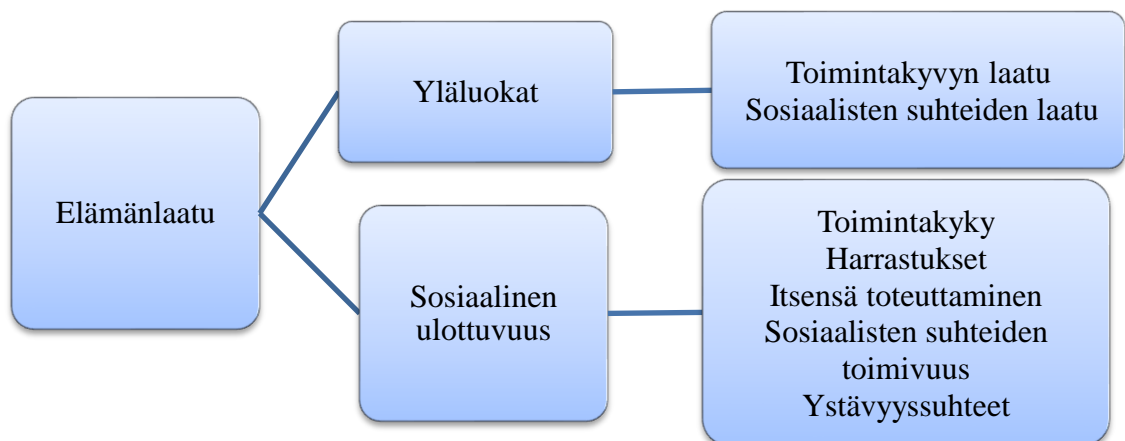 Elämänlaatu
Yläluokat
Toimintakyvyn laatu
Sosiaalisten suhteiden laatu
Sosiaalinen
ulottuvuus
Toimintakyky
Harrastukset
Itsensä toteuttaminen
Sosiaalisten suhteiden
toimivuus
Ystävyyssuhteet